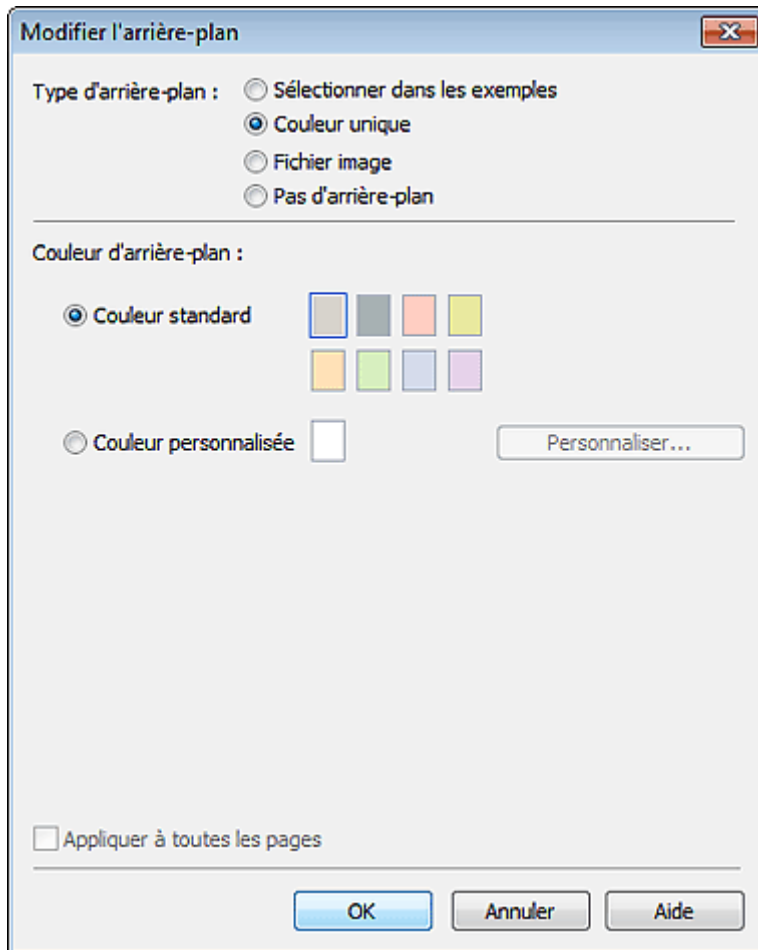 Modifier l'arrière-plan
Type d'arrière-plan :
Sélectionner dans les exemples
Couleur unique
Fichier image
Pas d'arrière-plan
Couleur d'arrière-plan :
Couleur standard
Couleur personnalisée
Personnaliser...
Appliquer à toutes les pages
OK
Annuler
Aide